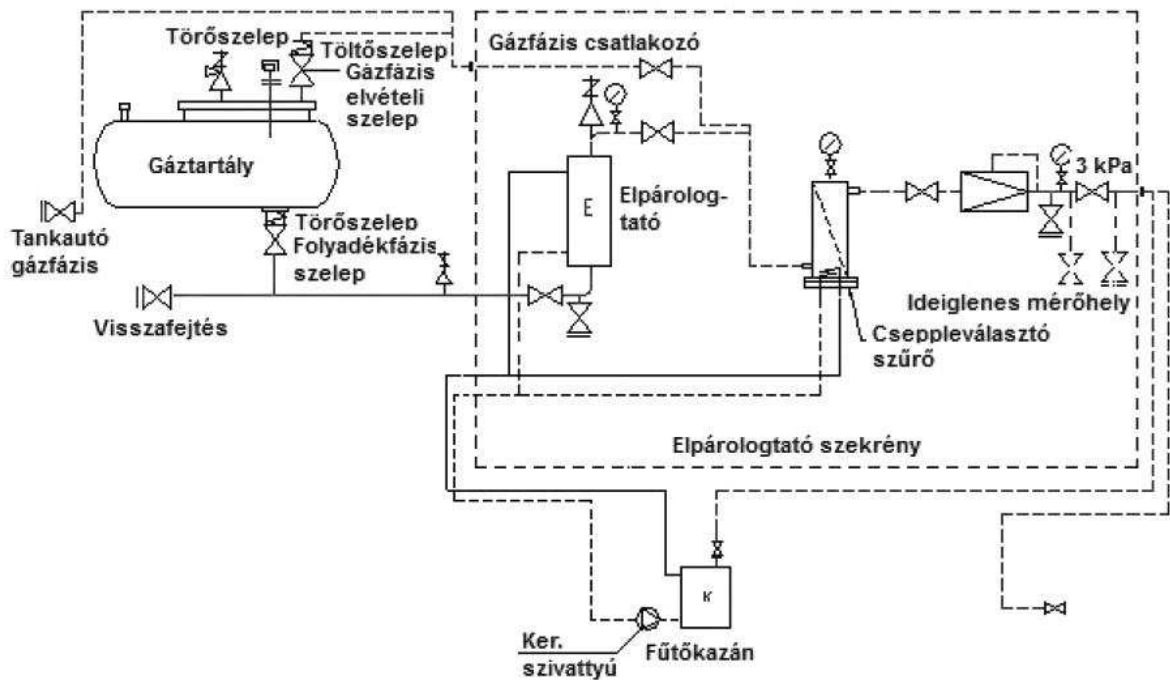 Törőszelep
Töltőszelep
Gázfázis
elvételi
szelep
Gázfázis csatlakozó
Gáztartály
E
Elpárolog-
tató
3 kPa
Tankautó
gázfázis
Törőszelep
Folyadékfázis
szelep
Visszafejtés
Ideiglenes mérőhely
Cseppleválasztó
szűrő
Elpárologtató szekrény
K
Ker.
szivattyú
Fűtőkazán